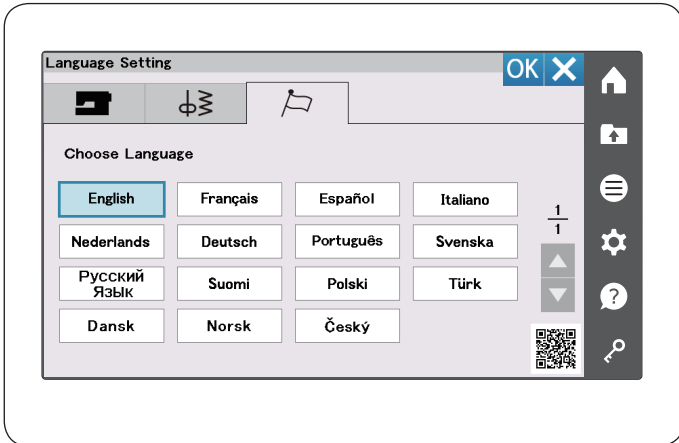 Language Setting
OK
Choose Language
English Français Español Italiano
Nederlands Deutsch Português Svenska
Русский
Язык
Suomi Polski Türk
Dansk Norsk Český
1
1
?